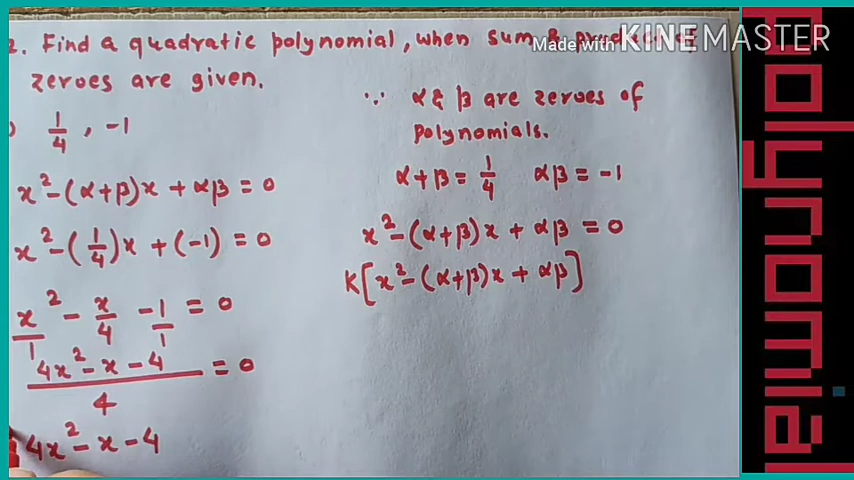 2. Find a quadratic polynomial, when sum & product of
zeroes are given.
) 1/4 , -1
x² - (α+β)x + αβ = 0
x² - (1/4)x + (-1) = 0
x²/1 - x/4 - 1/1 = 0
4x² - x - 4 / 4 = 0
4x² - x - 4
∵ α & β are zeroes of
polynomials.
α + β = 1/4 αβ = -1
x² - (α+β)x + αβ = 0
K[x² - (α+β)x + αβ]
Made with KINEMASTER
Polynomial